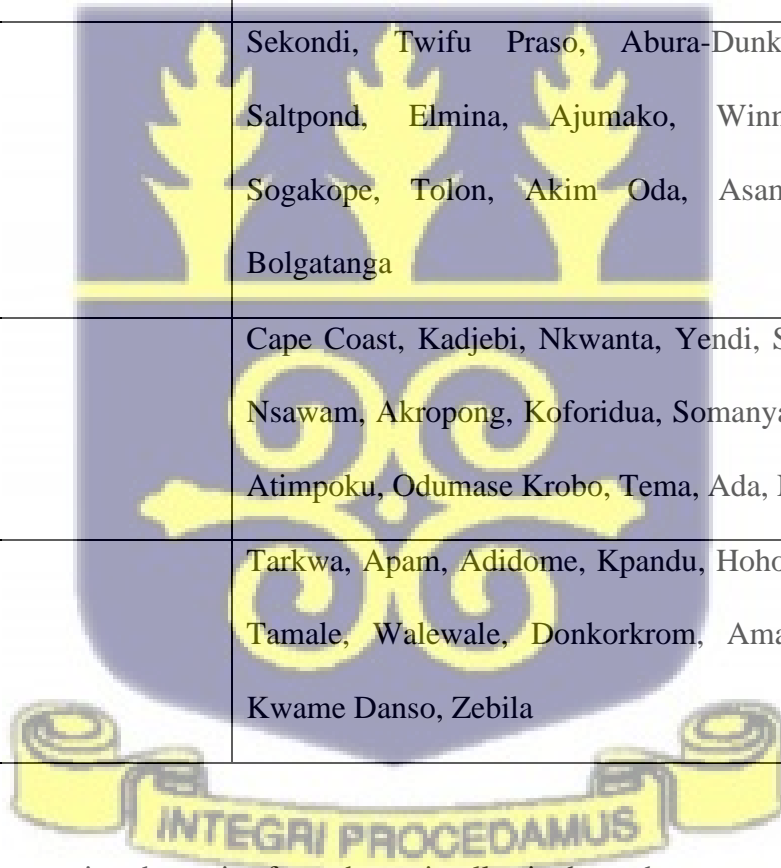 Sekondi, Twifu Praso, Abura-Dunk
Saltpond, Elmina, Ajumako, Winn
Sogakope, Tolon, Akim Oda, Asan
Bolgatanga
Cape Coast, Kadjebi, Nkwanta, Yendi, S
Nsawam, Akropong, Koforidua, Somanya
Atimpoku, Odumase Krobo, Tema, Ada,
Tarkwa, Apam, Adidome, Kpandu, Hoho
Tamale, Walewale, Donkorkrom, Ama
Kwame Danso, Zebila
INTEGRI PROCEDAMUS